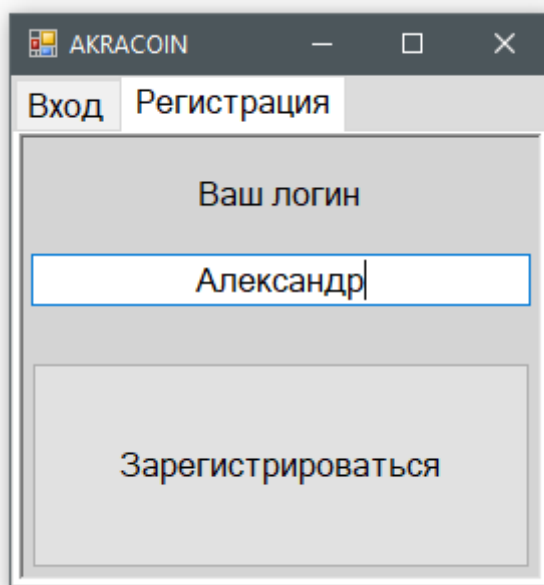 AKRACOIN
Вход Регистрация
Ваш логин
Александр
Зарегистрироваться